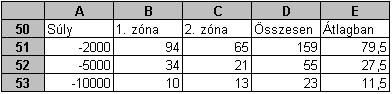 A B C D E
50 Súly 1. zóna 2. zóna Összesen Átlagban
51 -2000 94 65 159 79,5
52 -5000 34 21 55 27,5
53 -10000 10 13 23 11,5